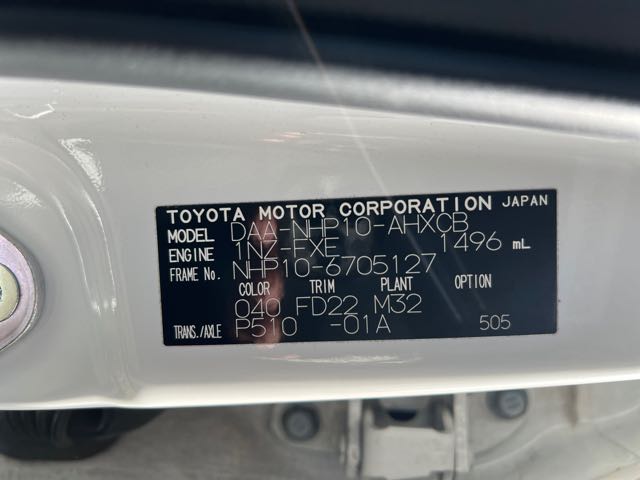 TOYOTA MOTOR CORPORATION JAPAN
MODEL DAA-NHP10-AHXCB
ENGINE 1NZ-FXE 1496 mL
FRAME No. NHP10-6705127
COLOR TRIM PLANT OPTION
040 FD22 M32
TRANS./AXLE P510 -01A 505